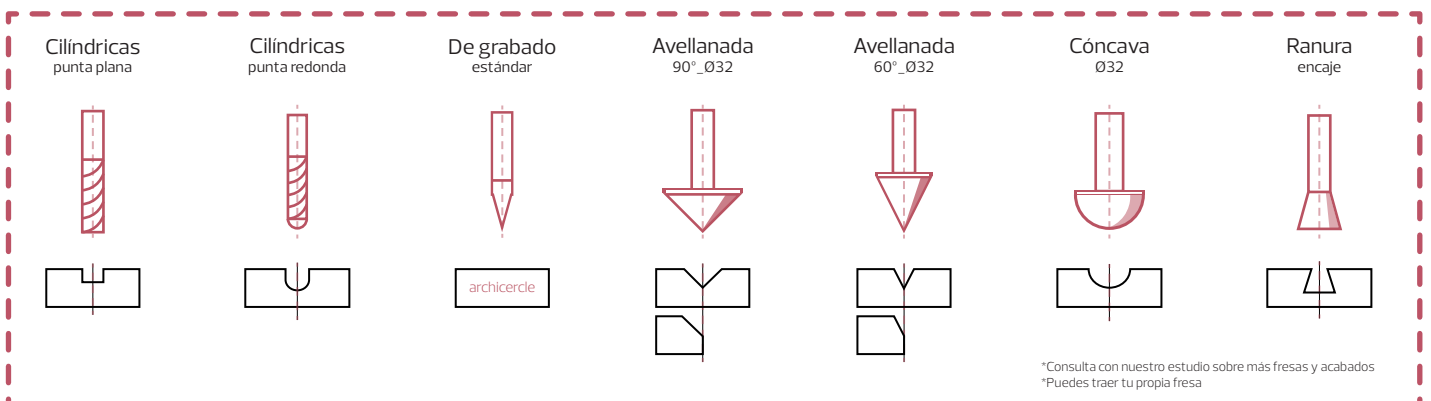 Cilíndricas
punta plana
Cilíndricas
punta redonda
De grabado
estándar
Avellanada
90°_Ø32
Avellanada
60°_Ø32
Cóncava
Ø32
Ranura
encaje
archicercle
*Consulta con nuestro estudio sobre más fresas y acabados
*Puedes traer tu propia fresa